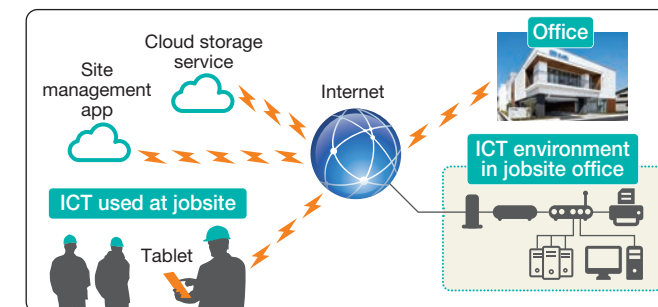 Cloud storage
service
Site
management
app
Internet
Office
ICT environment
in jobsite office
ICT used at jobsite
Tablet